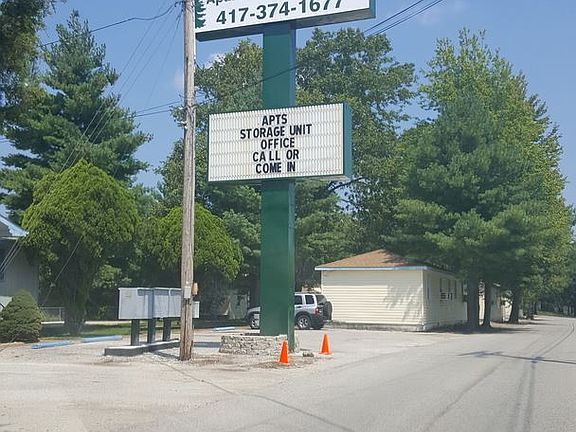 417-374-1677
APTS
STORAGE UNIT
OFFICE
CALL OR
COME IN